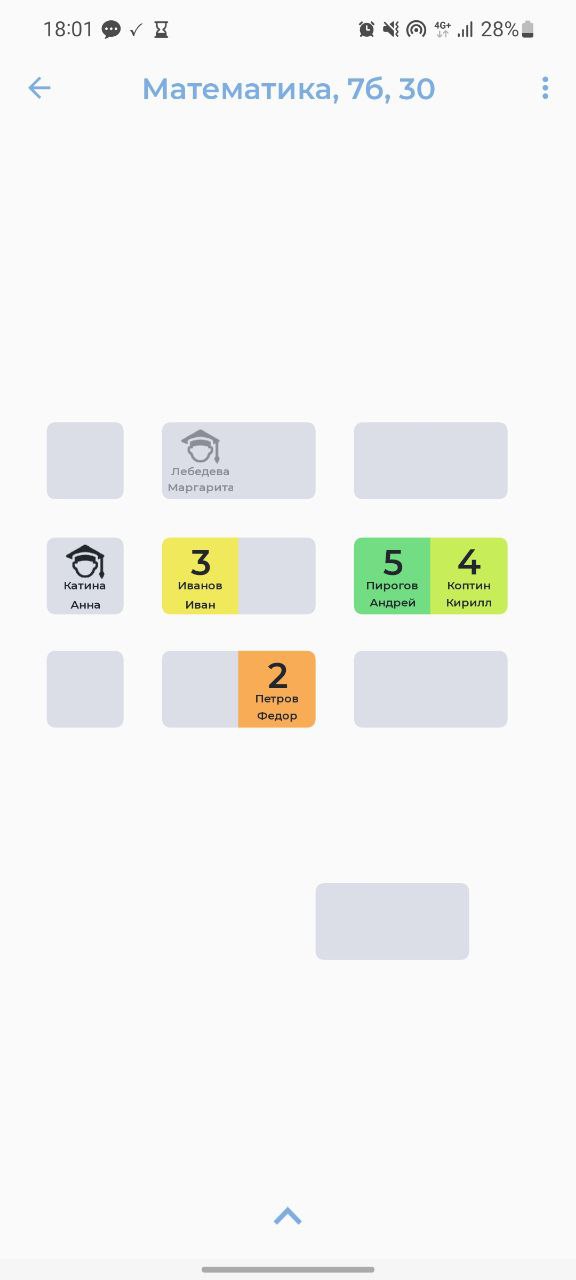 18:01 4G+ 28%
Математика, 7б, 30
Лебедева
Маргарита
3 5 4
Катина Иванов Пирогов Коптин
Анна Иван Андрей Кирилл
2
Петров
Федор